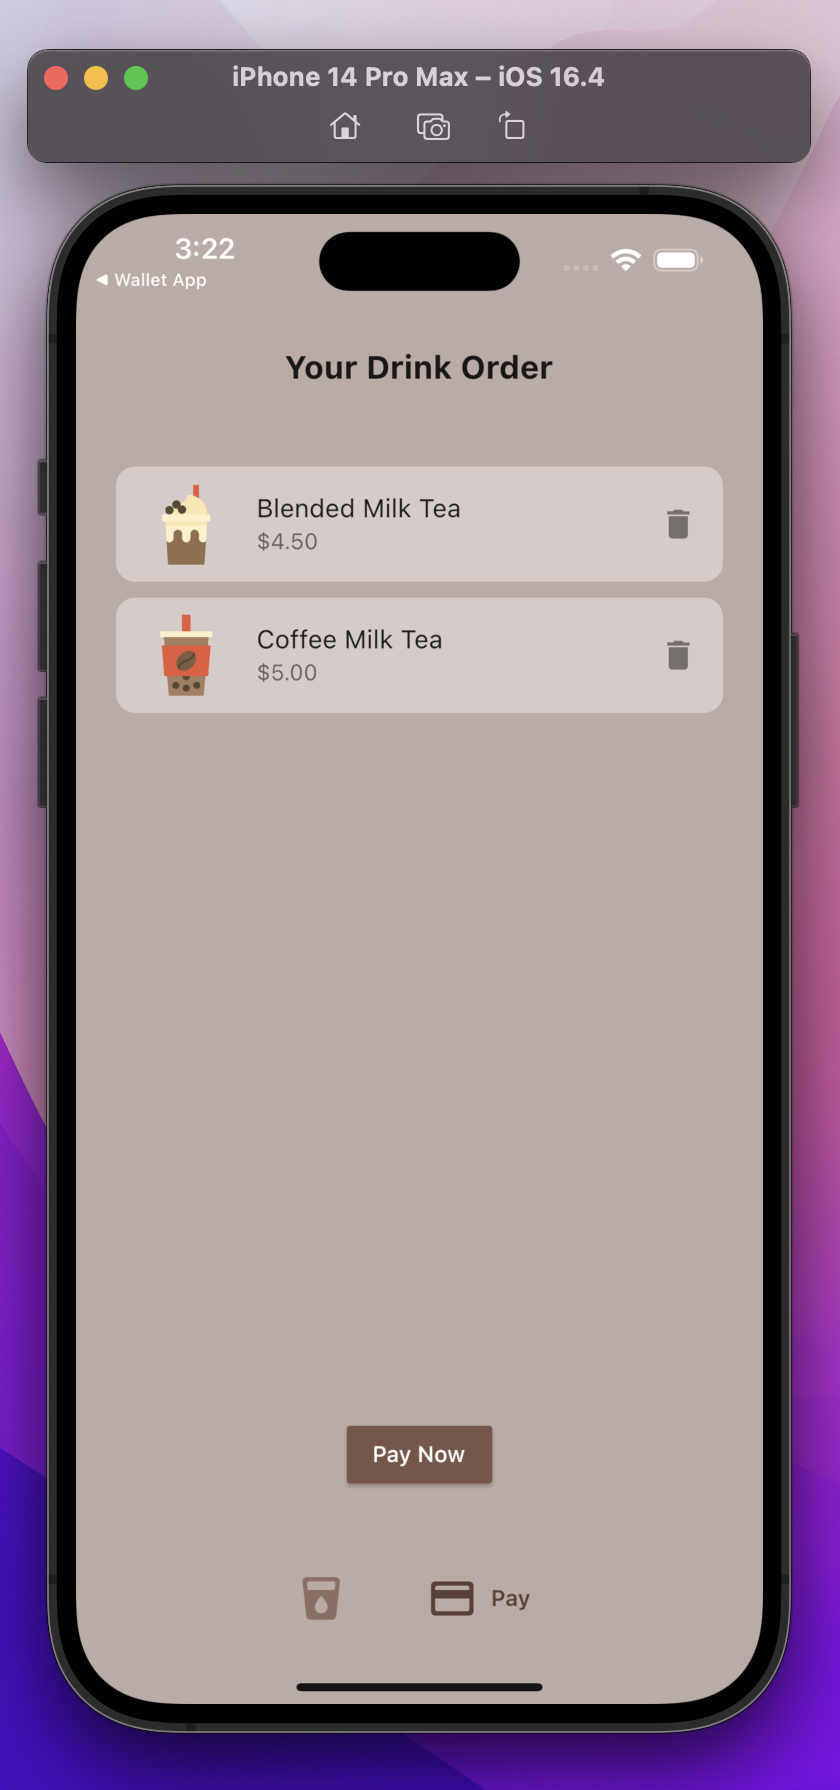 iPhone 14 Pro Max – iOS 16.4
3:22
◀ Wallet App
Your Drink Order
Blended Milk Tea
$4.50
Coffee Milk Tea
$5.00
Pay Now
Pay